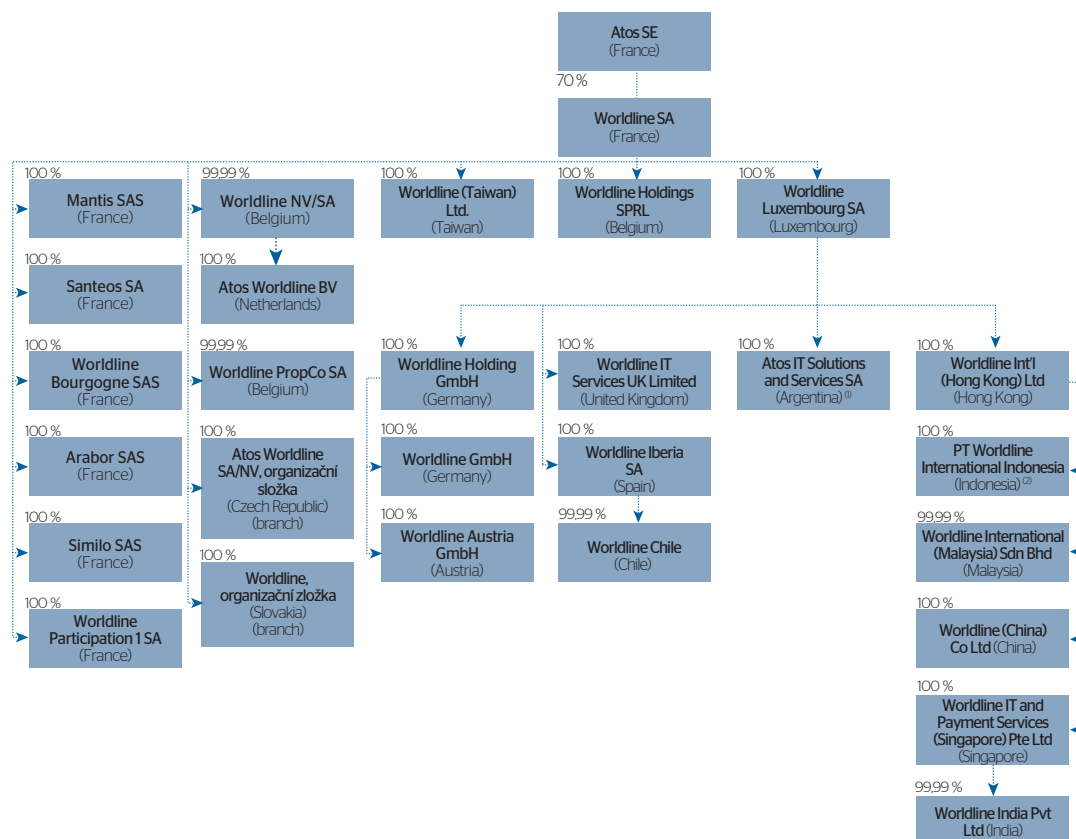 Atos SE
(France)
70 %
Worldline SA
(France)
100 %
Mantis SAS
(France)
99,99 %
Worldline NV/SA
(Belgium)
100 %
Worldline (Taiwan)
Ltd.
(Taiwan)
100 %
Worldline Holdings
SPRL
(Belgium)
100 %
Worldline
Luxembourg SA
(Luxembourg)
100 %
Santeos SA
(France)
100 %
Atos Worldline BV
(Netherlands)
100 %
Worldline
Bourgogne SAS
(France)
99,99 %
Worldline PropCo SA
(Belgium)
100 %
Worldline Holding
GmbH
(Germany)
100 %
Worldline IT
Services UK Limited
(United Kingdom)
100 %
Atos IT Solutions
and Services SA
(Argentina) (1)
100 %
Worldline Int'l
(Hong Kong) Ltd
(Hong Kong)
100 %
Arabor SAS
(France)
100 %
Atos Worldline
SA/NV, organizační
složka
(Czech Republic)
(branch)
100 %
Worldline GmbH
(Germany)
100 %
Worldline Iberia
SA
(Spain)
100 %
PT Worldline
International Indonesia
(Indonesia) (2)
100 %
Similo SAS
(France)
100 %
Worldline,
organizační zložka
(Slovakia)
(branch)
100 %
Worldline Austria
GmbH
(Austria)
99,99 %
Worldline Chile
(Chile)
99,99 %
Worldline International
(Malaysia) Sdn Bhd
(Malaysia)
100 %
Worldline
Participation 1 SA
(France)
100 %
Worldline (China)
Co Ltd (China)
100 %
Worldline IT and
Payment Services
(Singapore) Pte Ltd
(Singapore)
99,99 %
Worldline India Pvt
Ltd (India)